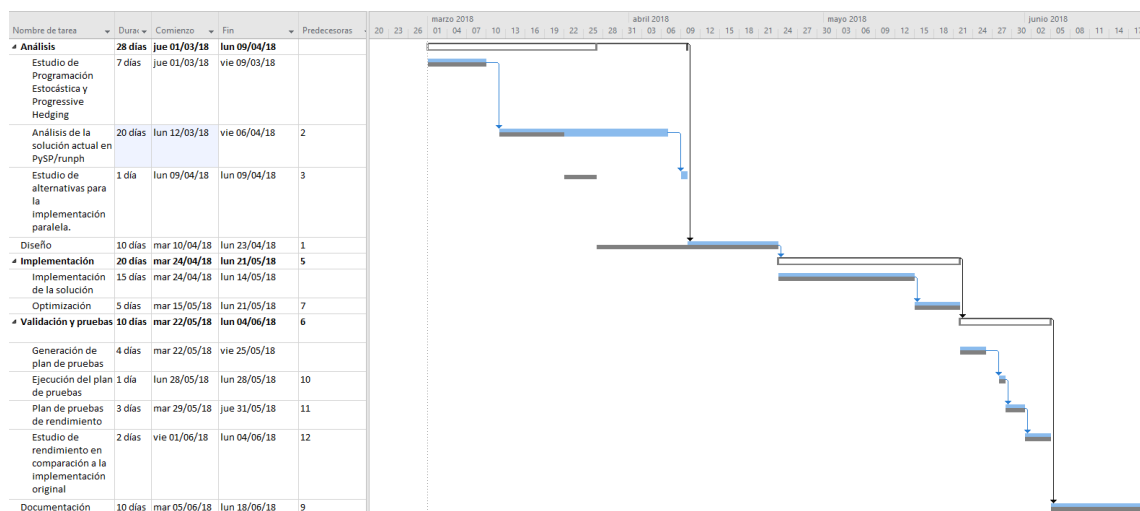 marzo 2018 abril 2018 mayo 2018 junio 2018
Nombre de tarea Durac Comienzo Fin Predecesoras 20 23 26 01 04 07 10 13 16 19 22 25 28 31 03 06 09 12 15 18 21 24 27 30 03 06 09 12 15 18 21 24 27 30 02 05 08 11 14 17
Análisis 28 días jue 01/03/18 lun 09/04/18
Estudio de 7 días jue 01/03/18 vie 09/03/18
Programación
Estocástica y
Progressive
Hedging
Análisis de la 20 días lun 12/03/18 vie 06/04/18 2
solución actual en
PySP/runph
Estudio de 1 día lun 09/04/18 lun 09/04/18 3
alternativas para
la
implementación
paralela.
Diseño 10 días mar 10/04/18 lun 23/04/18 1
Implementación 20 días mar 24/04/18 lun 21/05/18 5
Implementación 15 días mar 24/04/18 lun 14/05/18
de la solución
Optimización 5 días mar 15/05/18 lun 21/05/18 7
Validación y pruebas 10 días mar 22/05/18 lun 04/06/18 6
Generación de 4 días mar 22/05/18 vie 25/05/18
plan de pruebas
Ejecución del plan 1 día lun 28/05/18 lun 28/05/18 10
de pruebas
Plan de pruebas 3 días mar 29/05/18 jue 31/05/18 11
de rendimiento
Estudio de 2 días vie 01/06/18 lun 04/06/18 12
rendimiento en
comparación a la
implementación
original
Documentación 10 días mar 05/06/18 lun 18/06/18 9